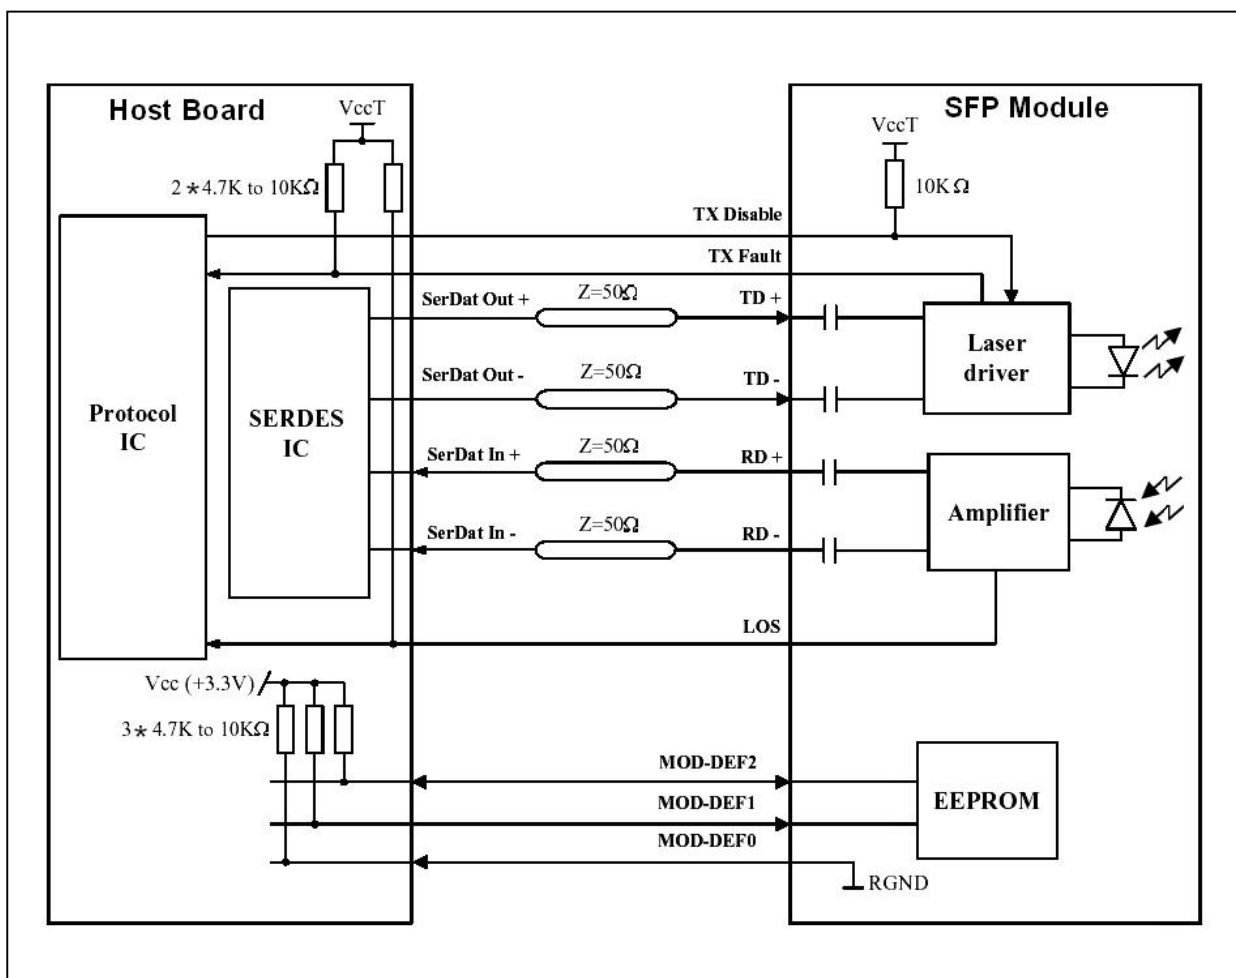 Host Board
SFP Module
VccT
VccT
2 * 4.7K to 10KΩ
10K Ω
TX Disable
TX Fault
SerDat Out +
Z=50Ω
TD +
Laser
driver
SerDat Out -
Z=50Ω
TD -
Protocol
IC
SERDES
IC
SerDat In +
Z=50Ω
RD +
Amplifier
SerDat In -
Z=50Ω
RD -
LOS
Vcc (+3.3V)
3 * 4.7K to 10KΩ
MOD-DEF2
EEPROM
MOD-DEF1
MOD-DEF0
RGND